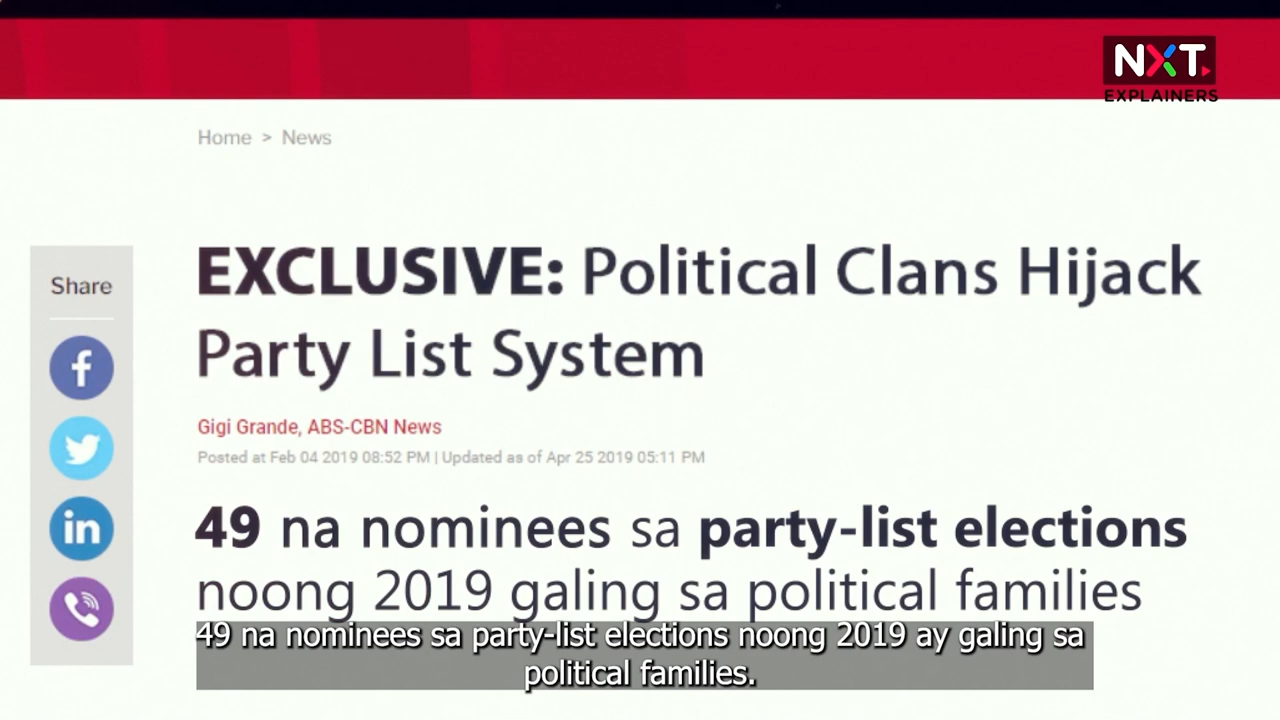 NXT.
EXPLAINERS
Home > News
Share
EXCLUSIVE: Political Clans Hijack
Party List System
Gigi Grande, ABS-CBN News
Posted at Feb 04 2019 08:52 PM | Updated as of Apr 25 2019 05:11 PM
49 na nominees sa party-list elections
noong 2019 galing sa political families
49 na nominees sa party-list elections noong 2019 ay galing sa
political families.